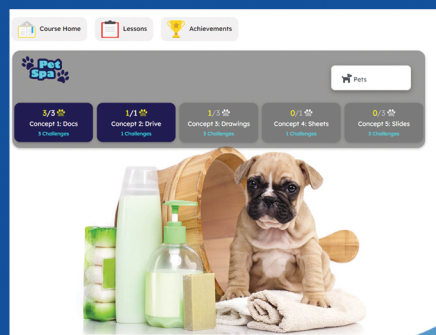 Course Home
Lessons
Achievements
Pet
Spa
Pets
3/3
Concept 1: Docs
3 Challenges
1/1
Concept 2: Drive
1 Challenges
1/3
Concept 3: Drawings
3 Challenges
0/1
Concept 4: Sheets
1 Challenges
0/3
Concept 5: Slides
3 Challenges